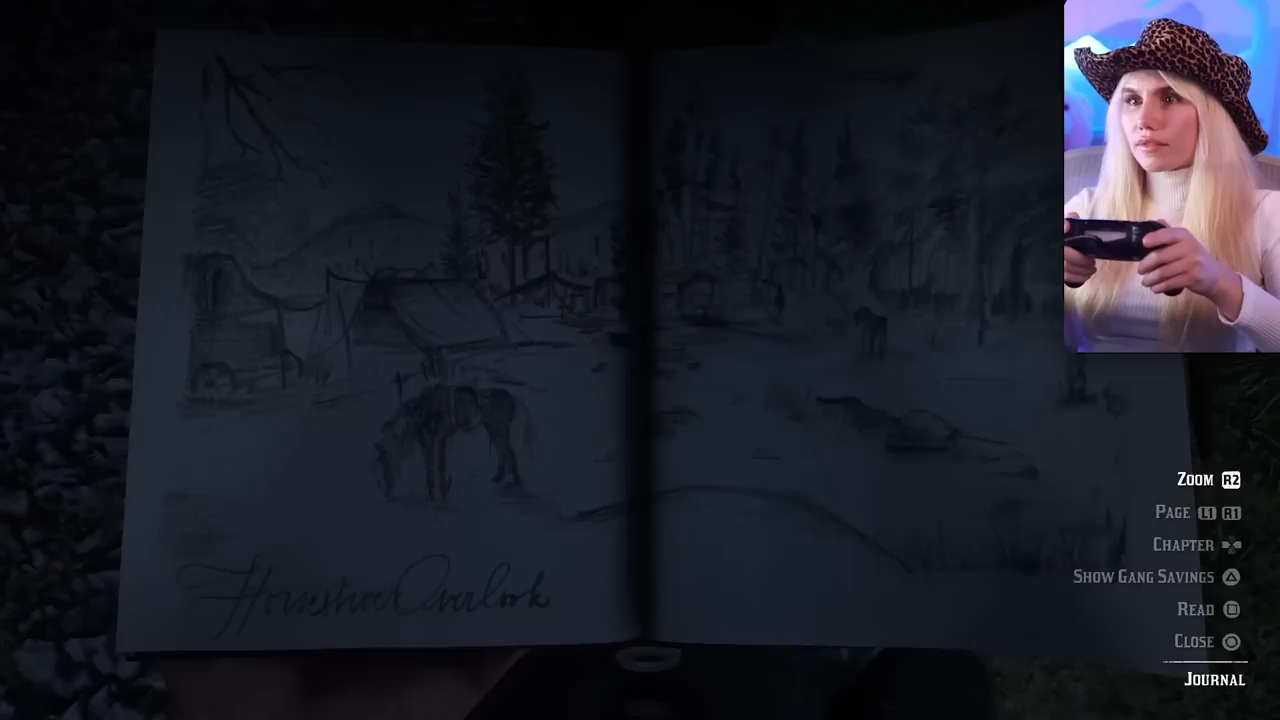 Horseshoe Overlook
ZOOM R2
PAGE L1 R1
CHAPTER
SHOW GANG SAVINGS
READ
CLOSE
JOURNAL